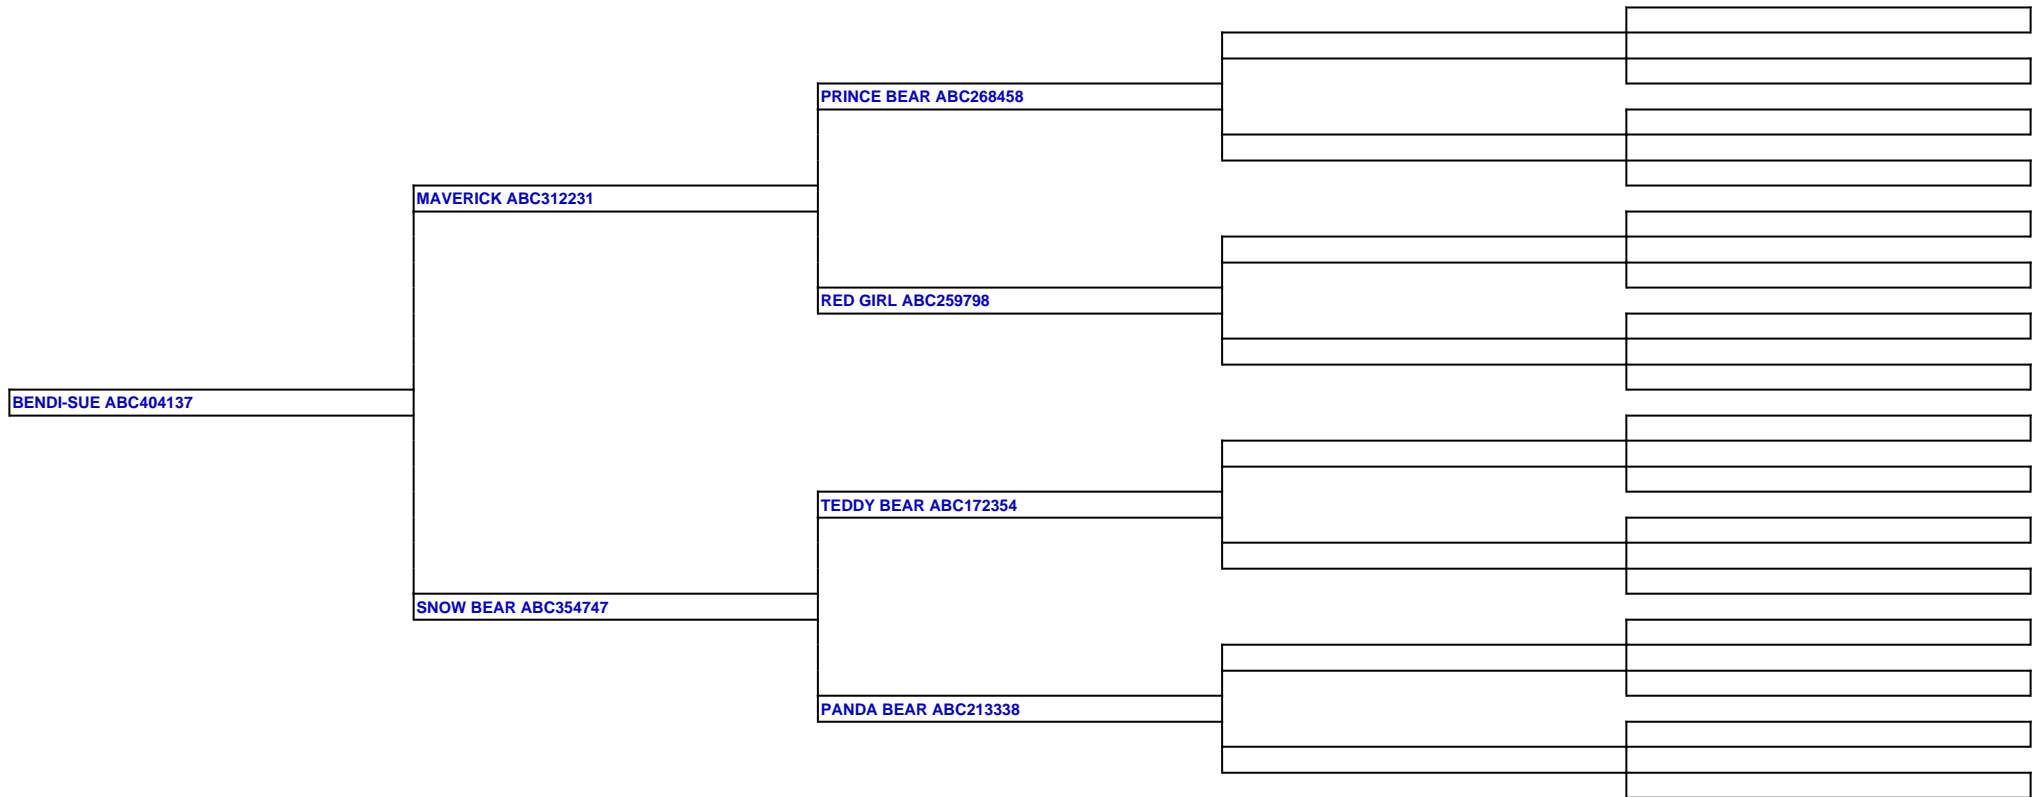 PRINCE BEAR ABC268458
MAVERICK ABC312231
RED GIRL ABC259798
BENDI-SUE ABC404137
TEDDY BEAR ABC172354
SNOW BEAR ABC354747
PANDA BEAR ABC213338